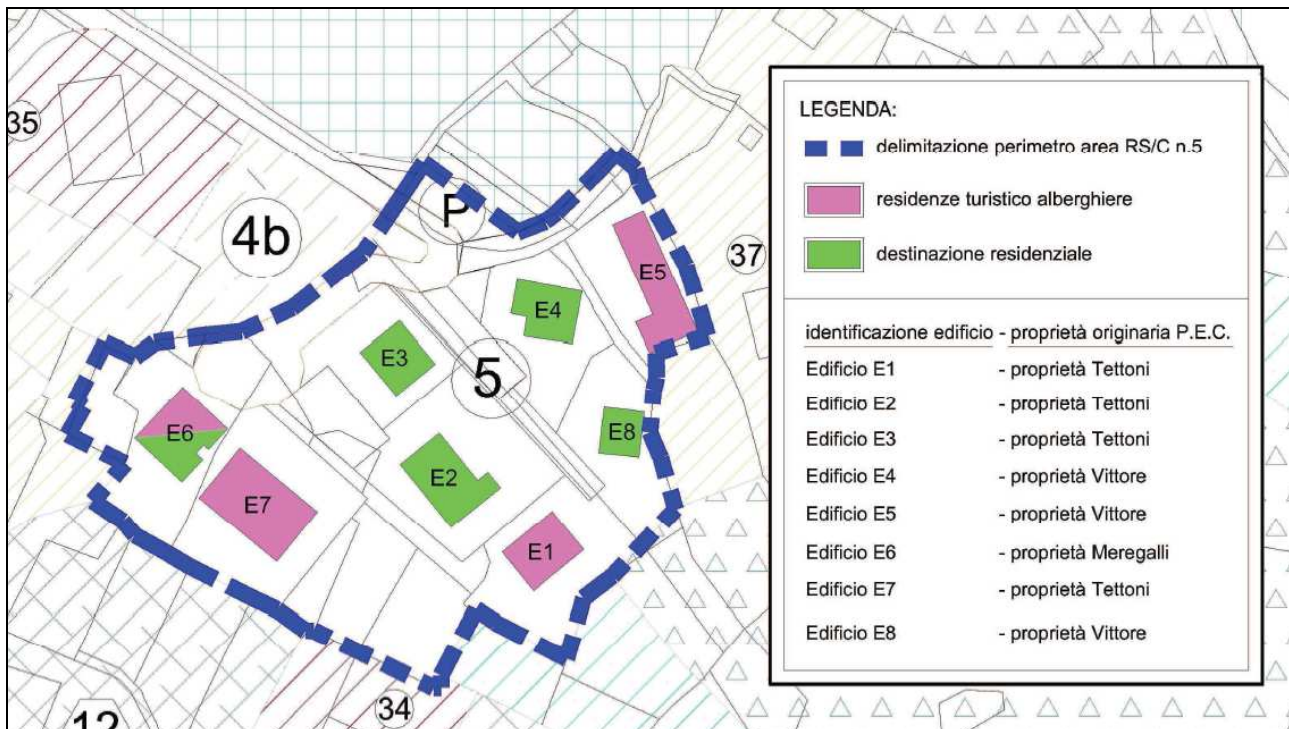 35
4b
P
37
E5
E4
E3
5
E6
E8
E2
E7
E1
34
12
LEGENDA:
delimitazione perimetro area RS/C n.5
residenze turistico alberghiere
destinazione residenziale
identificazione edificio - proprietà originaria P.E.C.
Edificio E1 - proprietà Tettoni
Edificio E2 - proprietà Tettoni
Edificio E3 - proprietà Tettoni
Edificio E4 - proprietà Vittore
Edificio E5 - proprietà Vittore
Edificio E6 - proprietà Meregalli
Edificio E7 - proprietà Tettoni
Edificio E8 - proprietà Vittore